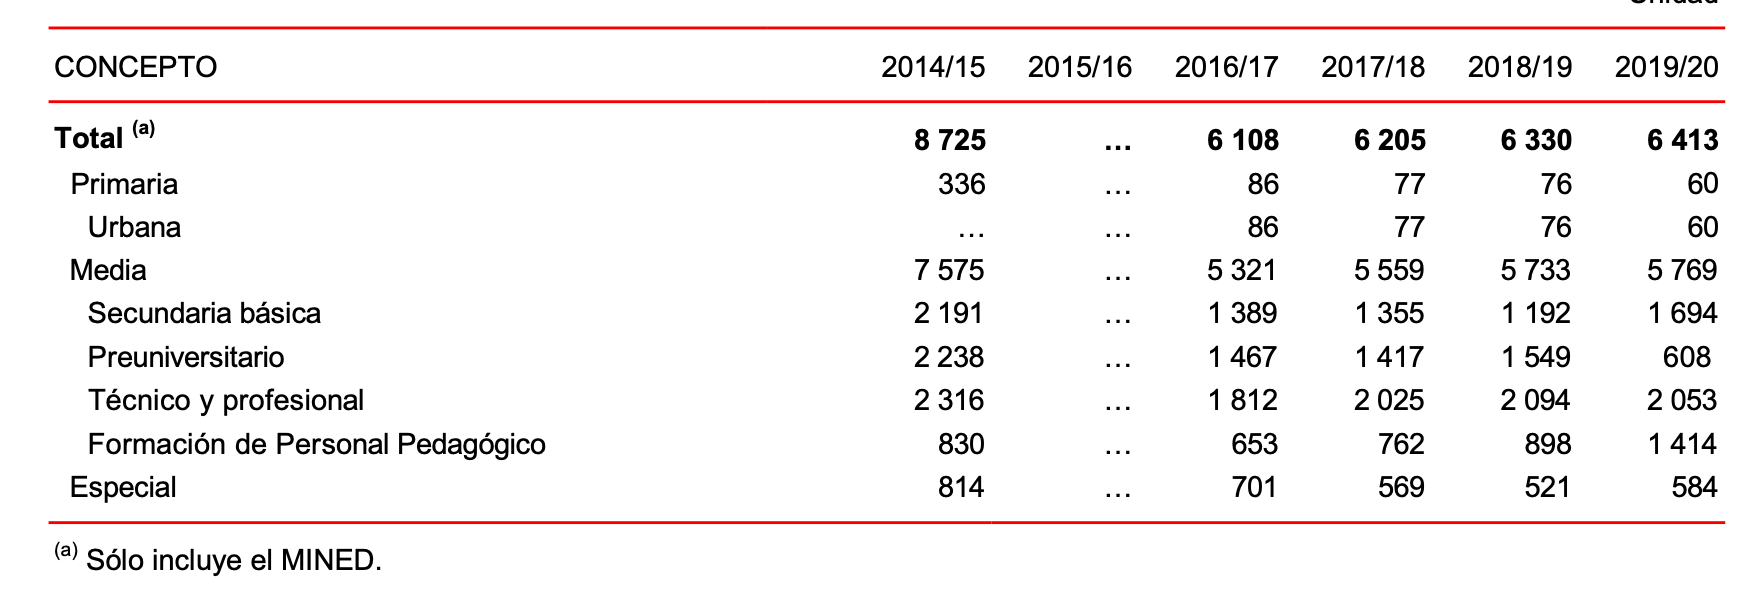 Unidad
CONCEPTO 2014/15 2015/16 2016/17 2017/18 2018/19 2019/20
Total (a) 8 725 ... 6 108 6 205 6 330 6 413
Primaria 336 ... 86 77 76 60
Urbana ... ... 86 77 76 60
Media 7 575 ... 5 321 5 559 5 733 5 769
Secundaria básica 2 191 ... 1 389 1 355 1 192 1 694
Preuniversitario 2 238 ... 1 467 1 417 1 549 608
Técnico y profesional 2 316 ... 1 812 2 025 2 094 2 053
Formación de Personal Pedagógico 830 ... 653 762 898 1 414
Especial 814 ... 701 569 521 584
(a) Sólo incluye el MINED.